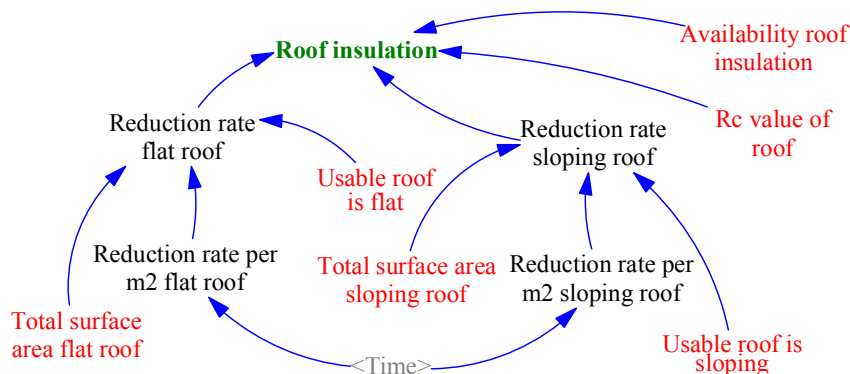 Availability roof
insulation
Roof insulation
Reduction rate
flat roof
Rc value of
roof
Reduction rate
sloping roof
Usable roof
is flat
Reduction rate per
m2 flat roof
Total surface area
sloping roof
Reduction rate per
m2 sloping roof
Total surface
area flat roof
Usable roof is
sloping
<Time>